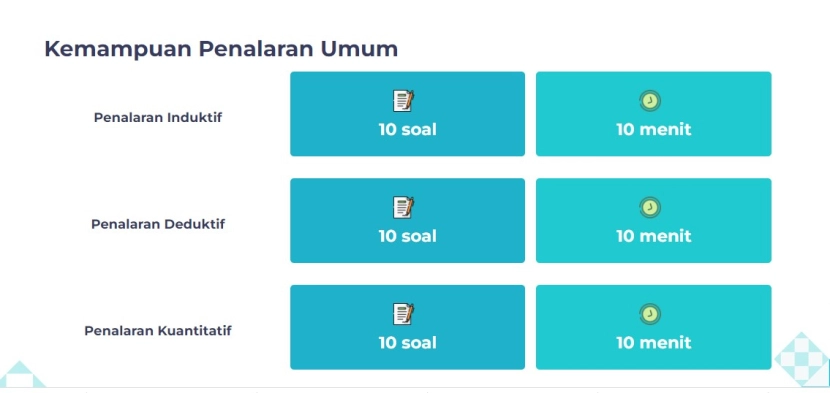 Kemampuan Penalaran Umum
Penalaran Induktif
10 soal
10 menit
Penalaran Deduktif
10 soal
10 menit
Penalaran Kuantitatif
10 soal
10 menit